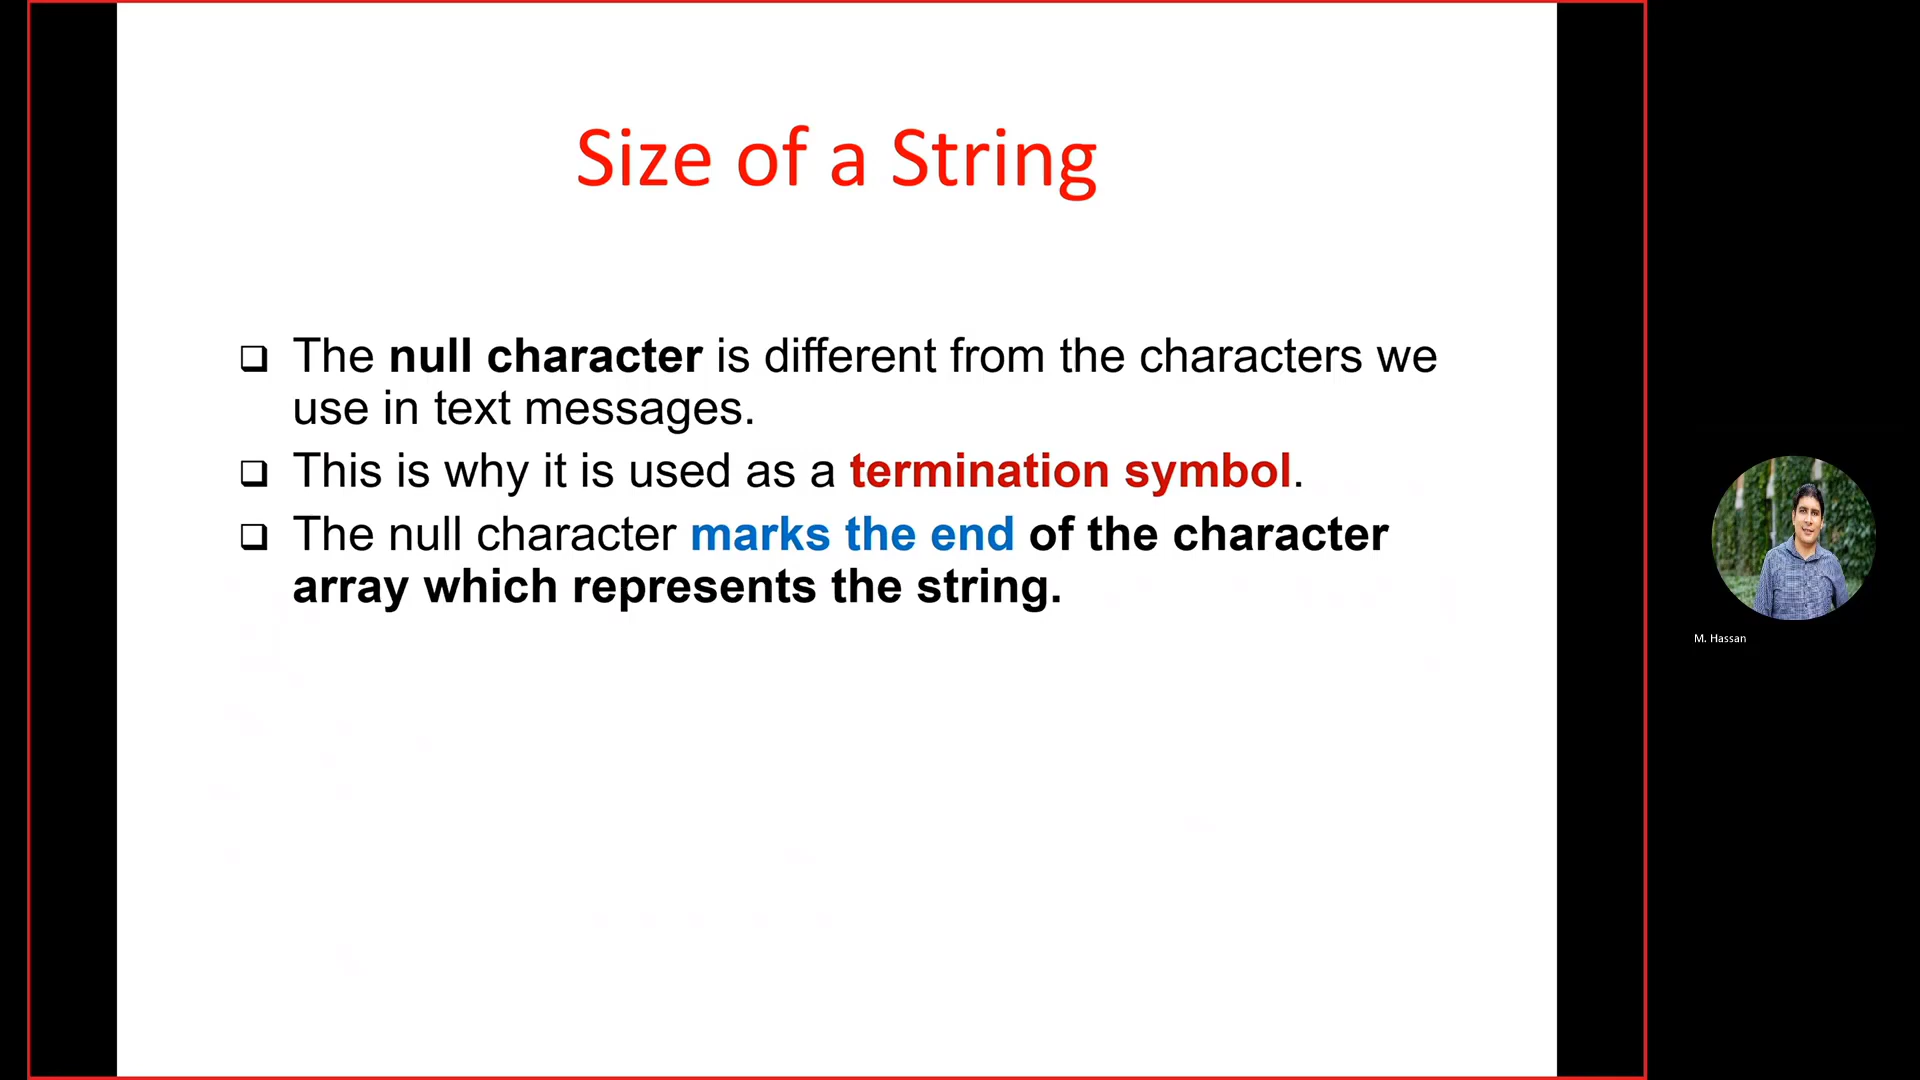 Size of a String
❑ The null character is different from the characters we
use in text messages.
❑ This is why it is used as a termination symbol.
❑ The null character marks the end of the character
array which represents the string.
M. Hassan